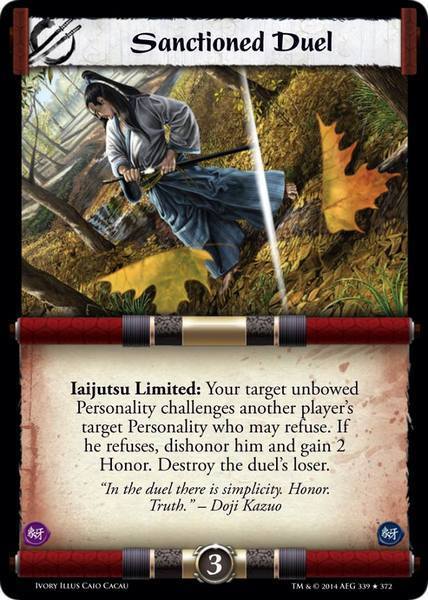 Sanctioned Duel
Iaijutsu Limited: Your target unbowed
Personality challenges another player's
target Personality who may refuse. If
he refuses, dishonor him and gain 2
Honor. Destroy the duel's loser.
"In the duel there is simplicity. Honor.
Truth." – Doji Kazuo
3
Ivory Illus Caio Cacau
TM & © 2014 AEG 339 ★ 372